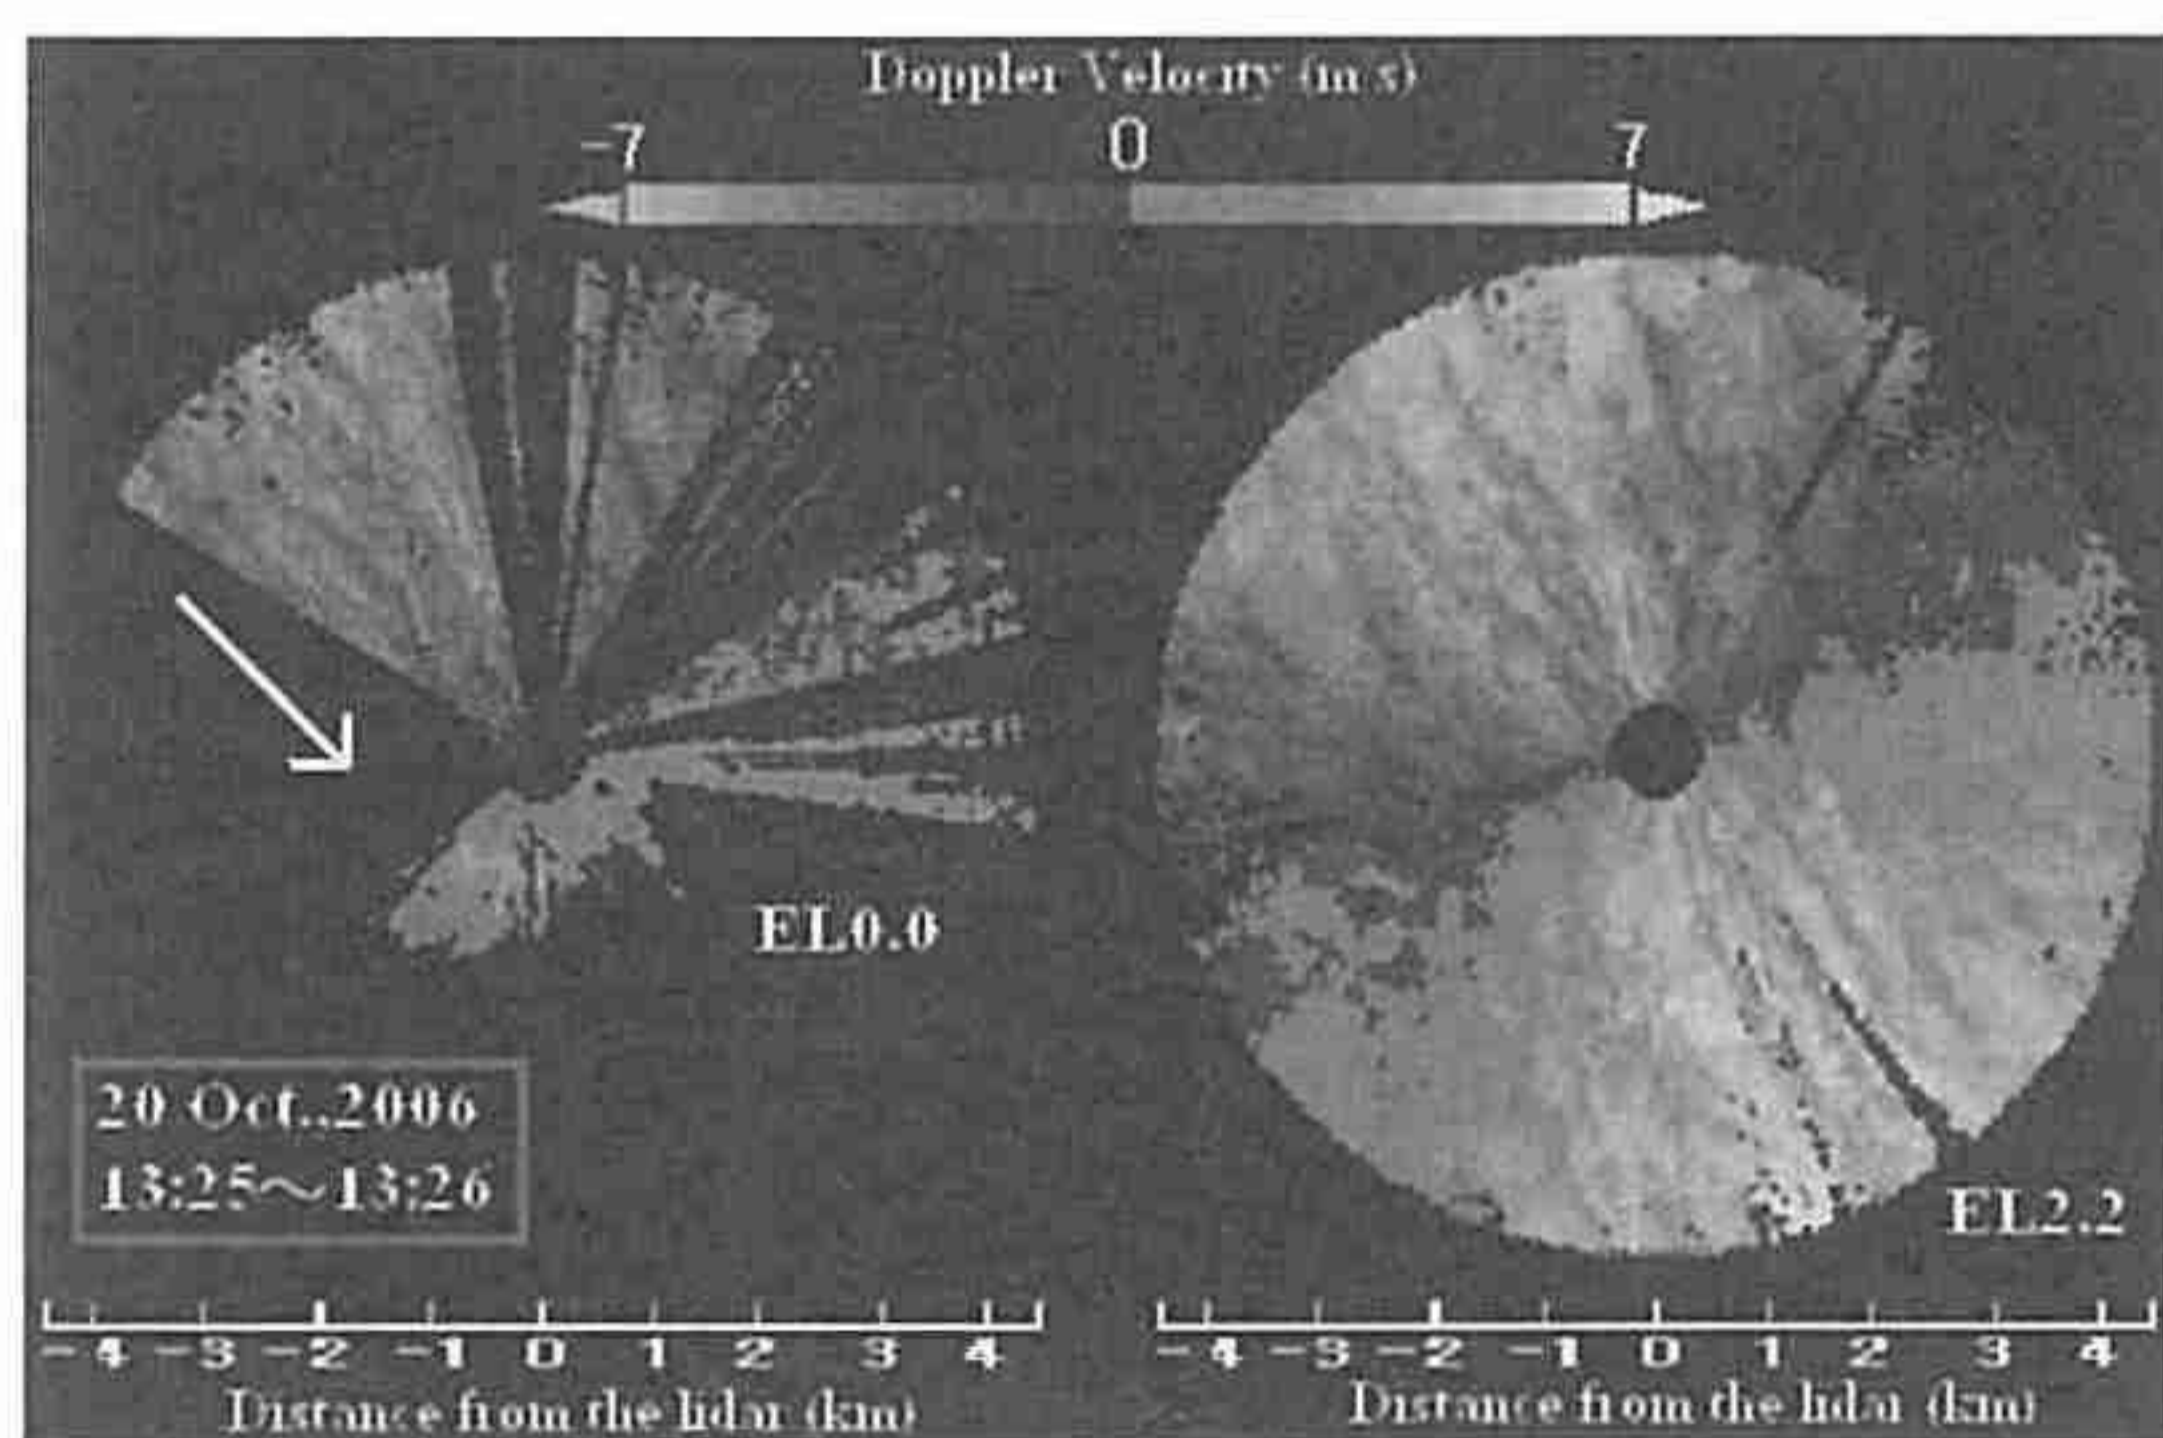 Doppler Velocity (m/s)
-7 0 7
EL0.0
20 Oct..2006
13:25～13:26
EL2.2
-4 -3 -2 -1 0 1 2 3 4
-4 -3 -2 -1 0 1 2 3 4
Distance from the lidar (km)
Distance from the lidar (km)